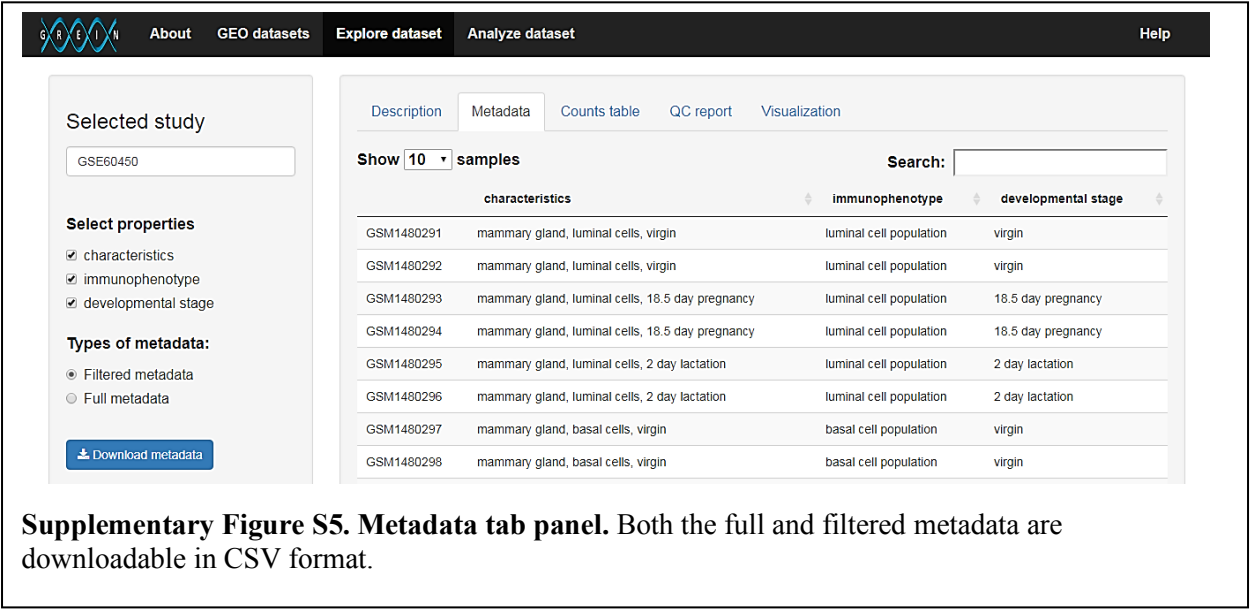 GREIN About GEO datasets Explore dataset Analyze dataset Help
Selected study
GSE60450
Select properties
characteristics
immunophenotype
developmental stage
Types of metadata:
Filtered metadata
Full metadata
Download metadata
Description Metadata Counts table QC report Visualization
Show 10 samples Search:
characteristics immunophenotype developmental stage
GSM1480291 mammary gland, luminal cells, virgin luminal cell population virgin
GSM1480292 mammary gland, luminal cells, virgin luminal cell population virgin
GSM1480293 mammary gland, luminal cells, 18.5 day pregnancy luminal cell population 18.5 day pregnancy
GSM1480294 mammary gland, luminal cells, 18.5 day pregnancy luminal cell population 18.5 day pregnancy
GSM1480295 mammary gland, luminal cells, 2 day lactation luminal cell population 2 day lactation
GSM1480296 mammary gland, luminal cells, 2 day lactation luminal cell population 2 day lactation
GSM1480297 mammary gland, basal cells, virgin basal cell population virgin
GSM1480298 mammary gland, basal cells, virgin basal cell population virgin
Supplementary Figure S5. Metadata tab panel. Both the full and filtered metadata are
downloadable in CSV format.